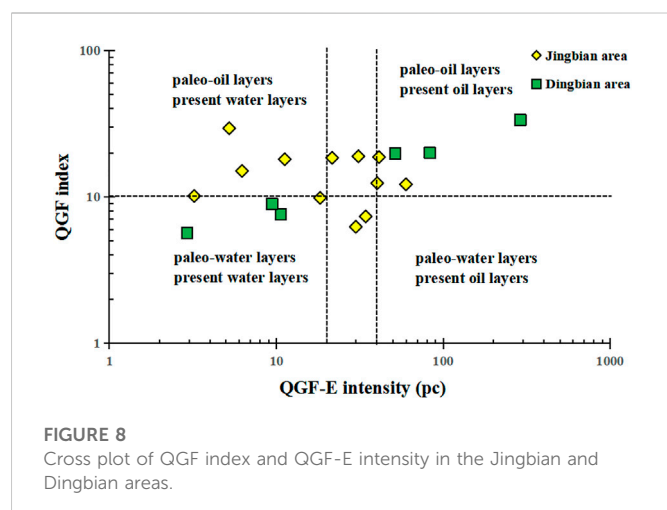 100
paleo-oil layers
present water layers
paleo-oil layers
present oil layers
Jingbian area
Dingbian area
QGF index
10
paleo-water layers
present water layers
paleo-water layers
present oil layers
1
1
10
100
1000
QGF-E intensity (pc)
FIGURE 8
Cross plot of QGF index and QGF-E intensity in the Jingbian and
Dingbian areas.